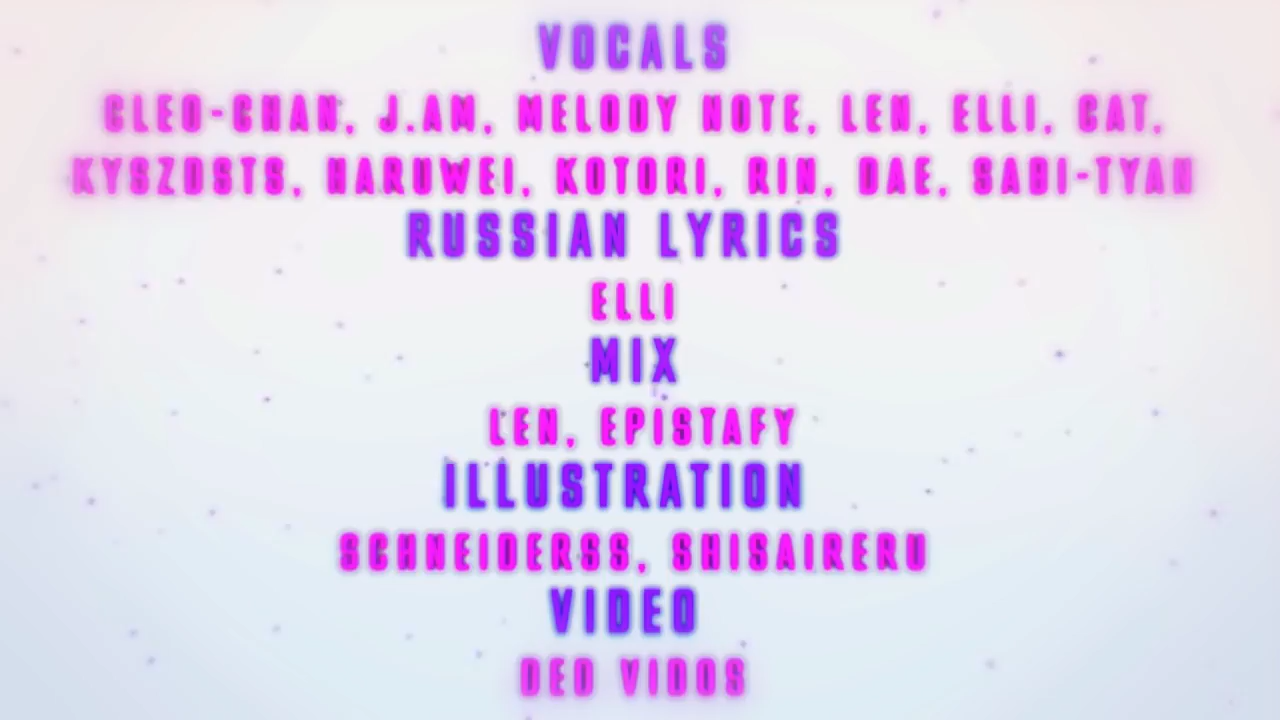 VOCALS
CLEO-CHAN, J.AM, MELODY NOTE, LEN, ELLI, CAT,
KYSZOSTS, HARUWEI, KOTORI, RIN, DAE, SABI-TYAN
RUSSIAN LYRICS
ELLI
MIX
LEN, EPISTAFY
ILLUSTRATION
SCHNEIDERSS, SHISAIRERU
VIDEO
DEO VIDOS